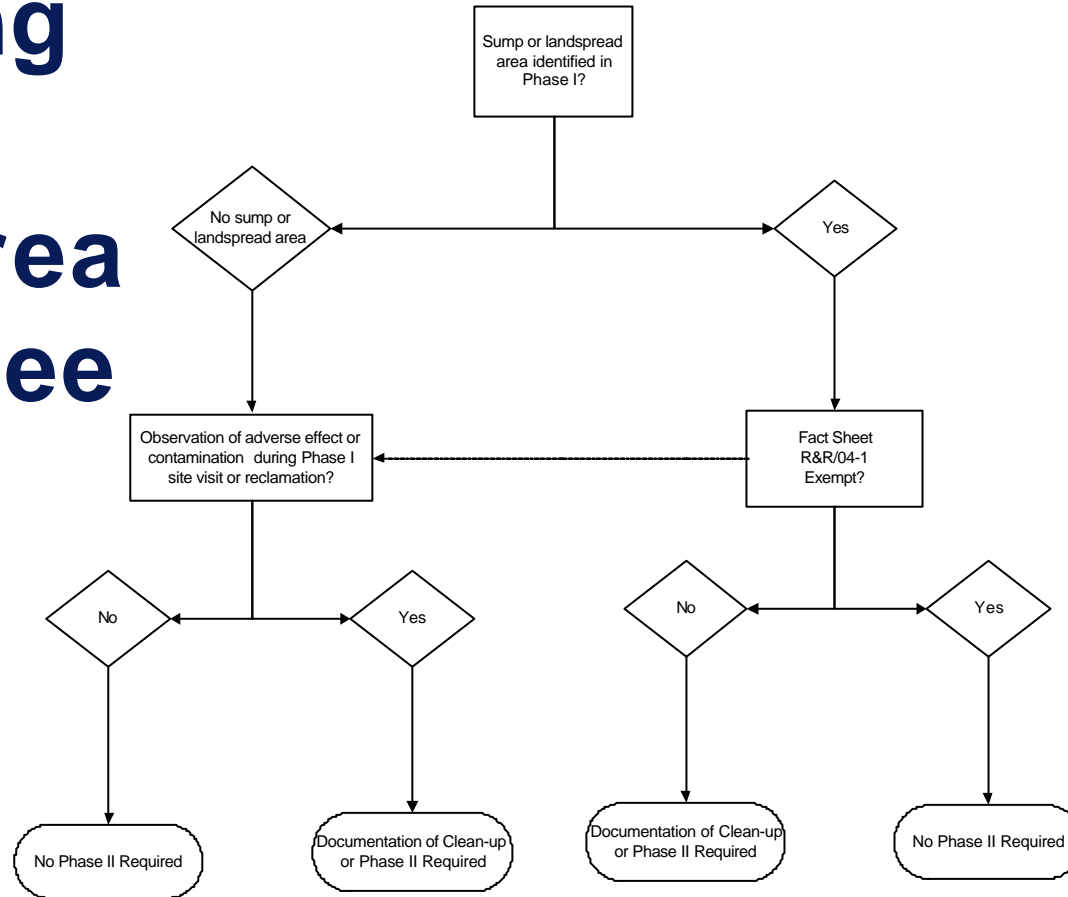 ng
rea
ee
Sump or landspread
area identified in
Phase I?
No sump or
landspread area
Yes
Observation of adverse effect or
contamination during Phase I
site visit or reclamation?
Fact Sheet
R&R/04-1
Exempt?
No
Yes
No
Yes
No Phase II Required
Documentation of Clean-up
or Phase II Required
Documentation of Clean-up
or Phase II Required
No Phase II Required